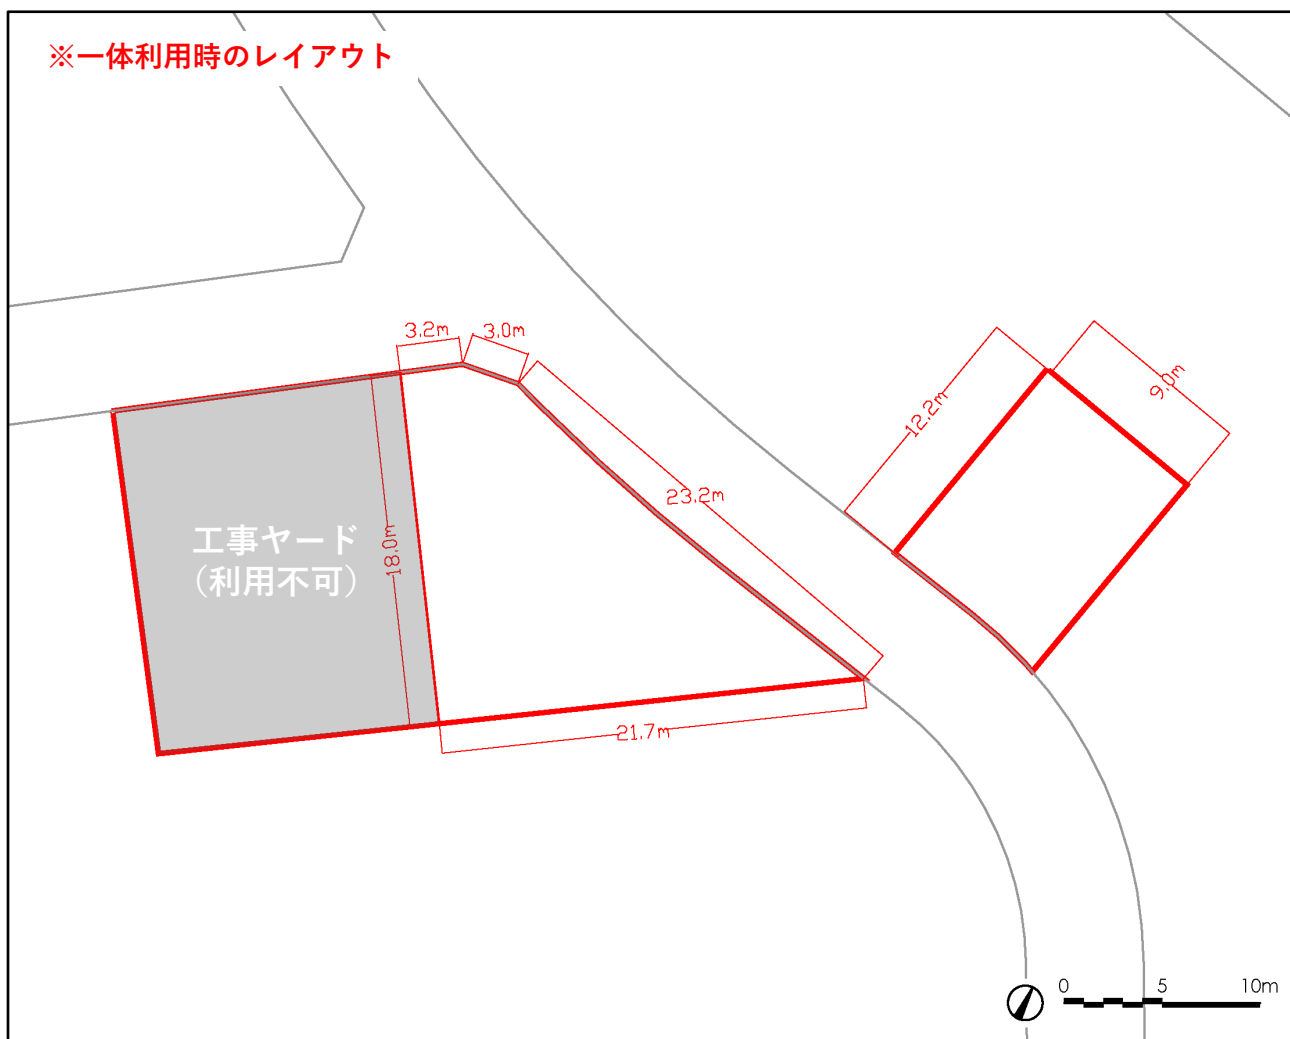 ※一体利用時のレイアウト
3.2m
3.0m
12.2m
9.0m
23.2m
工事ヤード
（利用不可）
18.0m
21.7m
0 5 10m